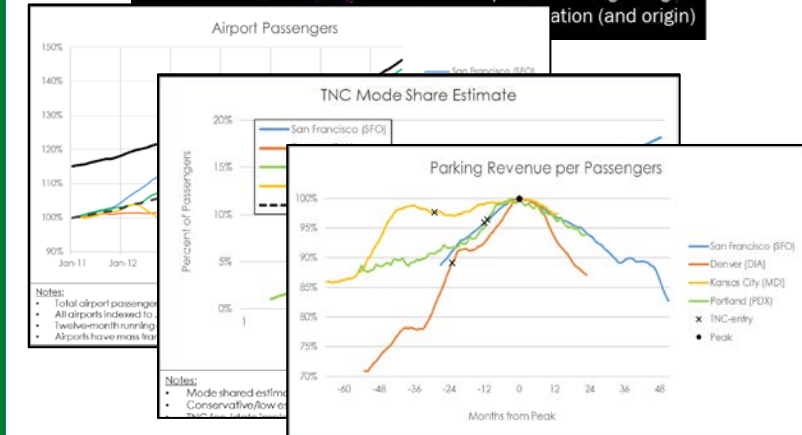 ation (and origin)
Airport Passengers
150%
140%
130%
120%
110%
100%
90%
Jan-11 Jan-12
San Francisco (SFO)
Notes:
• Total airport passenger
• All airports indexed to
• Twelve-month running
• Airports have mass
TNC Mode Share Estimate
Percent of Passengers
20%
15%
10%
5%
0%
1
San Francisco (SFO)
Notes:
• Mode shared
• Conservative/low
Parking Revenue per Passengers
100%
95%
90%
85%
80%
75%
70%
-60 -48 -36 -24 -12 0 12 24 36 48
Months from Peak
San Francisco (SFO)
Denver (DIA)
Kansas City (MDI)
Portland (PDX)
× TNC-entry
● Peak